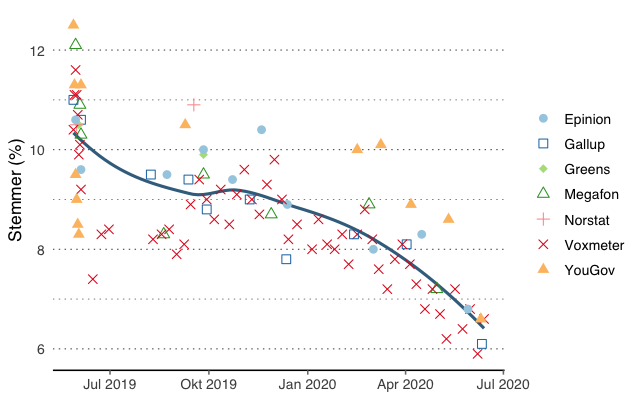 Stemmer (%)
12
10
8
6
Jul 2019
Okt 2019
Jan 2020
Apr 2020
Jul 2020
Epinion
Gallup
Greens
Megafon
Norstat
Voxmeter
YouGov